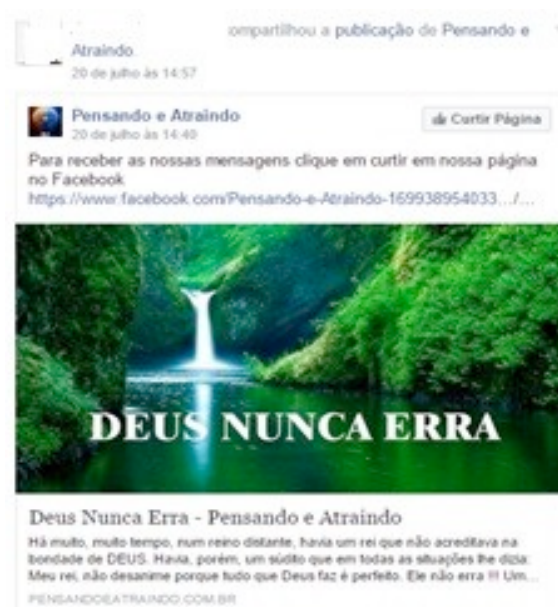 ompartilhou a publicação de Pensando e
Atraindo.
20 de julho às 14:57
Pensando e Atraindo
20 de julho às 14:40
Curtir Página
Para receber as nossas mensagens clique em curtir em nossa página
no Facebook
https://www.facebook.com/Pensando-e-Atraindo-169938954033.../...
DEUS NUNCA ERRA
Deus Nunca Erra - Pensando e Atraindo
Há muito, muito tempo, num reino distante, havia um rei que não acreditava na
bondade de DEUS. Havia, porém, um súdito que em todas as situações lhe dizia:
Meu rei, não desanime porque tudo que Deus faz é perfeito. Ele não erra !!! Um...
PENSANDOEATRAINDO.COM.BR